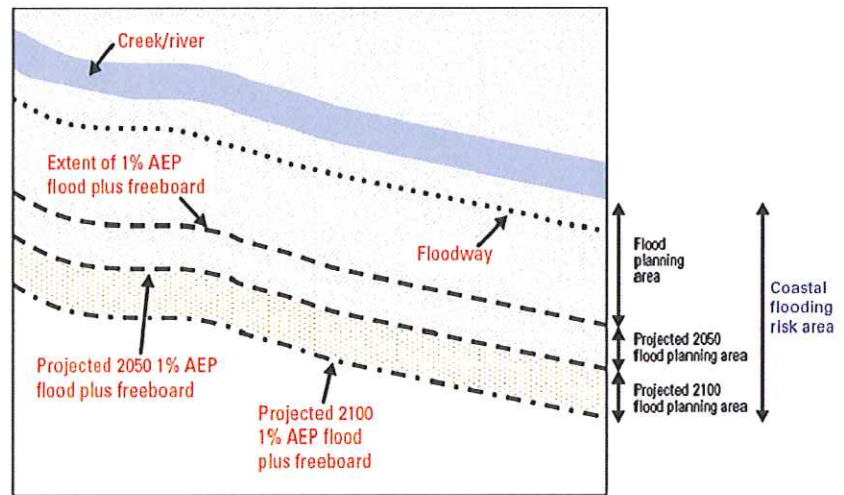 Creek/river
Extent of 1% AEP
flood plus freeboard
Floodway
Flood
planning
area
Coastal
flooding
risk area
Projected 2050
flood planning area
Projected 2100
flood planning area
Projected 2050 1% AEP
flood plus freeboard
Projected 2100
1% AEP flood
plus freeboard